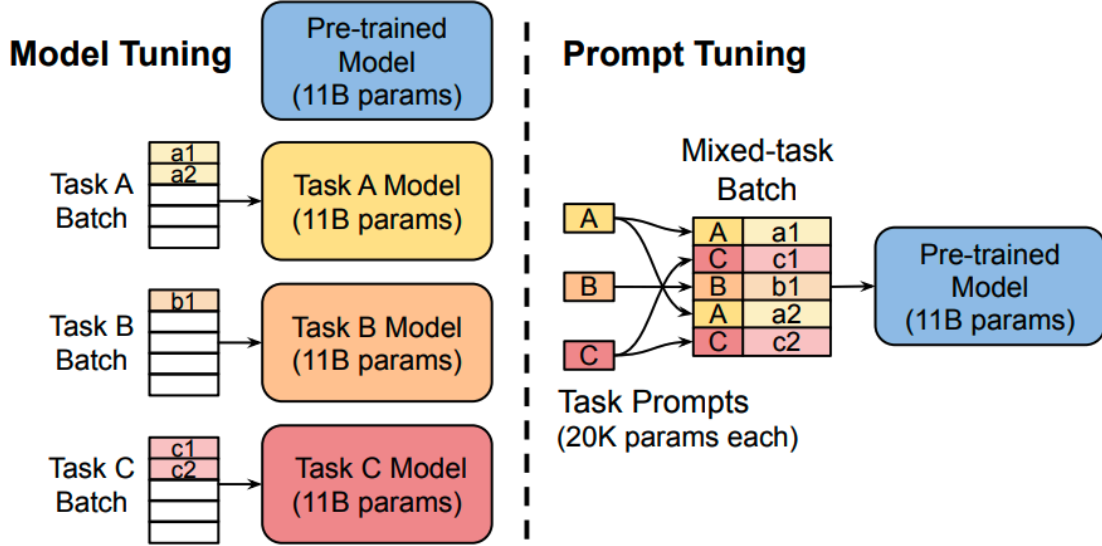 Model Tuning
Pre-trained
Model
(11B params)
Task A
Batch
a1
a2
Task A Model
(11B params)
Task B
Batch
b1
Task B Model
(11B params)
Task C
Batch
c1
c2
Task C Model
(11B params)
Prompt Tuning
Mixed-task
Batch
A
B
C
A a1
C c1
B b1
A a2
C c2
Task Prompts
(20K params each)
Pre-trained
Model
(11B params)